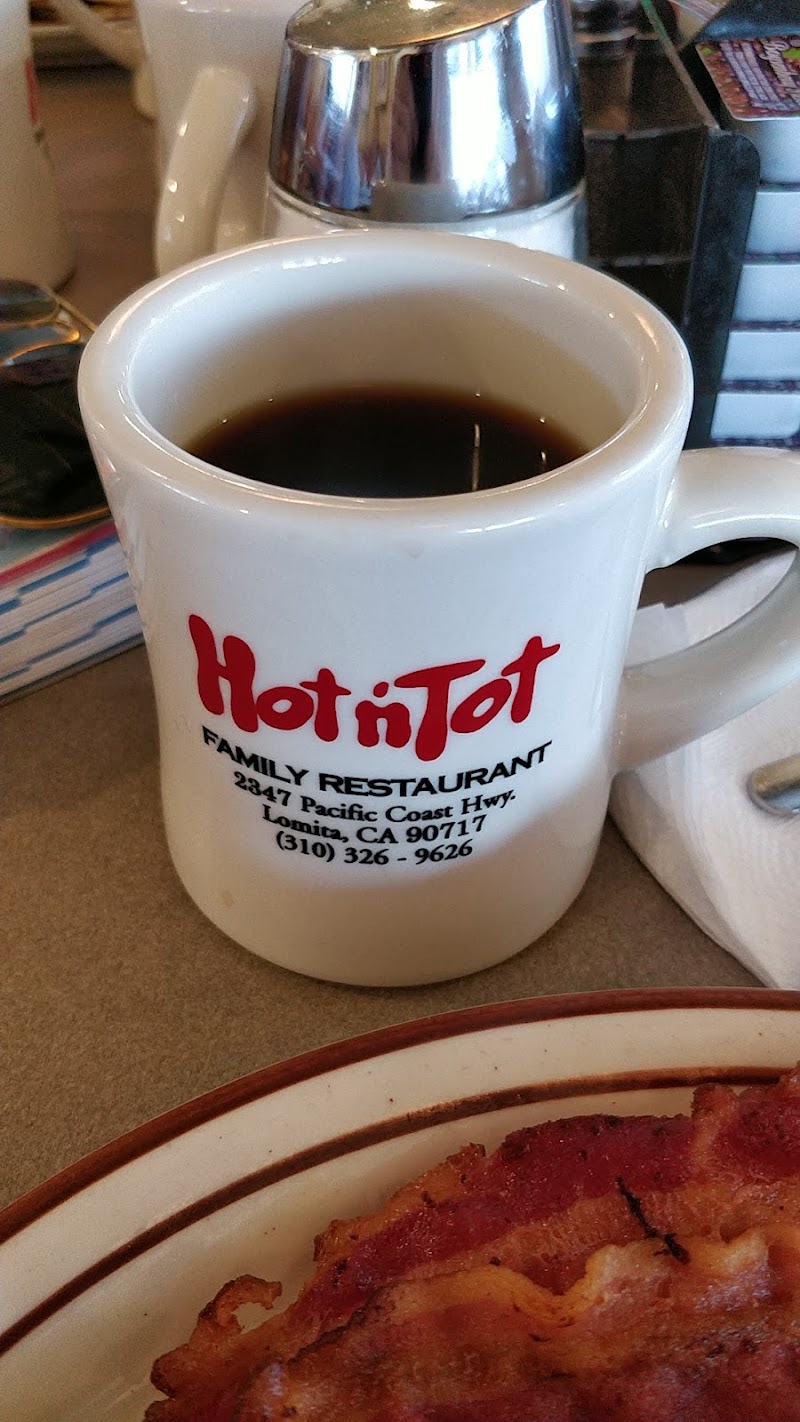 Hot 'n Tot
FAMILY RESTAURANT
2347 Pacific Coast Hwy.
Lomita, CA 90717
(310) 326 - 9626